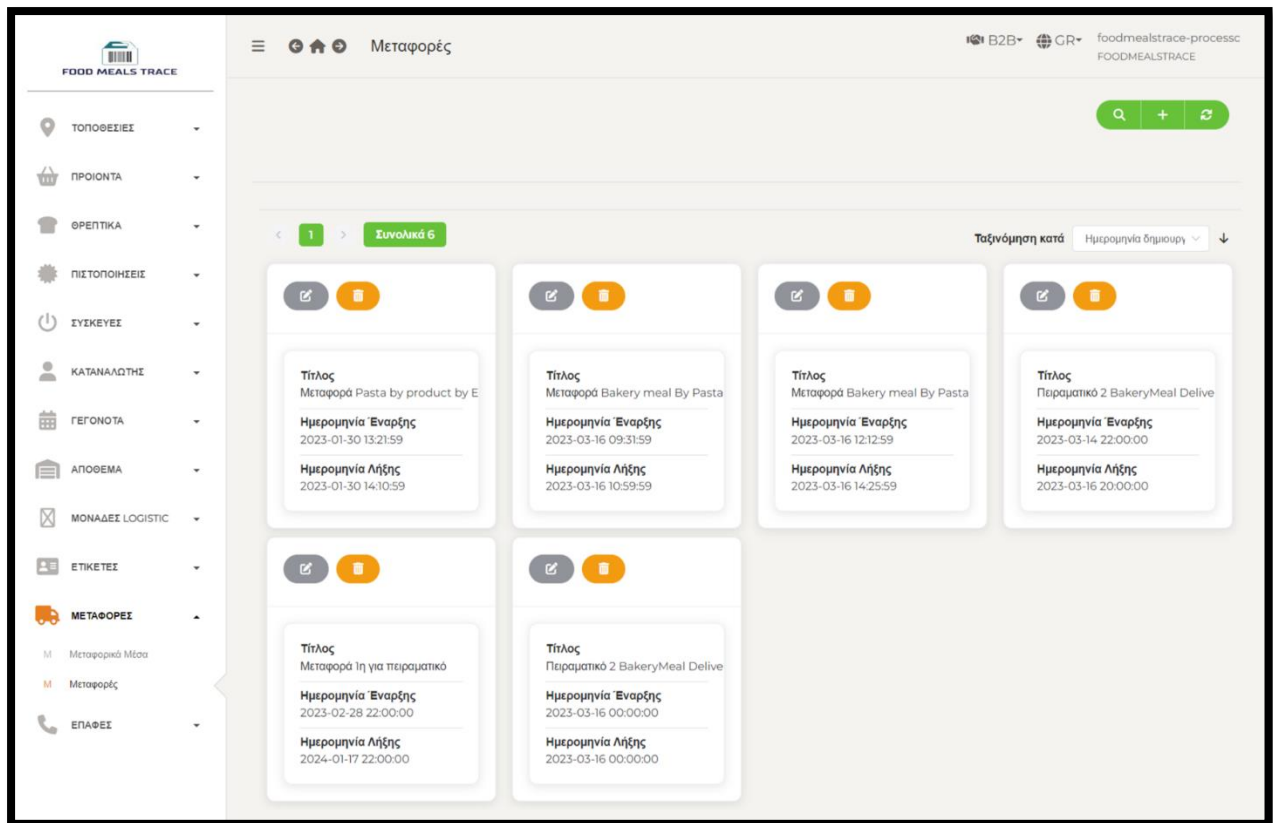 FOOD MEALS TRACE
Μεταφορές
B2B
GR
foodmealstrace-processc
FOODMEALSTRACE
ΤΟΠΟΘΕΣΙΕΣ
ΠΡΟΙΟΝΤΑ
ΘΡΕΠΤΙΚΑ
ΠΙΣΤΟΠΟΙΗΣΕΙΣ
ΣΥΣΚΕΥΕΣ
ΚΑΤΑΝΑΛΩΤΗΣ
ΓΕΓΟΝΟΤΑ
ΑΠΟΘΕΜΑ
ΜΟΝΑΔΕΣ LOGISTIC
ΕΤΙΚΕΤΕΣ
ΜΕΤΑΦΟΡΕΣ
Μ Μεταφορικά Μέσα
Μ Μεταφορές
ΕΠΑΦΕΣ
1
Συνολικά 6
Ταξινόμηση κατά
Ημερομηνία δημιουργ
Τίτλος
Μεταφορά Pasta by product by E
Ημερομηνία Έναρξης
2023-01-30 13:21:59
Ημερομηνία Λήξης
2023-01-30 14:10:59
Τίτλος
Μεταφορά Bakery meal By Pasta
Ημερομηνία Έναρξης
2023-03-16 09:31:59
Ημερομηνία Λήξης
2023-03-16 10:59:59
Τίτλος
Μεταφορά Bakery meal By Pasta
Ημερομηνία Έναρξης
2023-03-16 12:12:59
Ημερομηνία Λήξης
2023-03-16 14:25:59
Τίτλος
Πειραματικό 2 BakeryMeal Delive
Ημερομηνία Έναρξης
2023-03-14 22:00:00
Ημερομηνία Λήξης
2023-03-16 20:00:00
Τίτλος
Μεταφορά 1η για πειραματικό
Ημερομηνία Έναρξης
2023-02-28 22:00:00
Ημερομηνία Λήξης
2024-01-17 22:00:00
Τίτλος
Πειραματικό 2 BakeryMeal Delive
Ημερομηνία Έναρξης
2023-03-16 00:00:00
Ημερομηνία Λήξης
2023-03-16 00:00:00